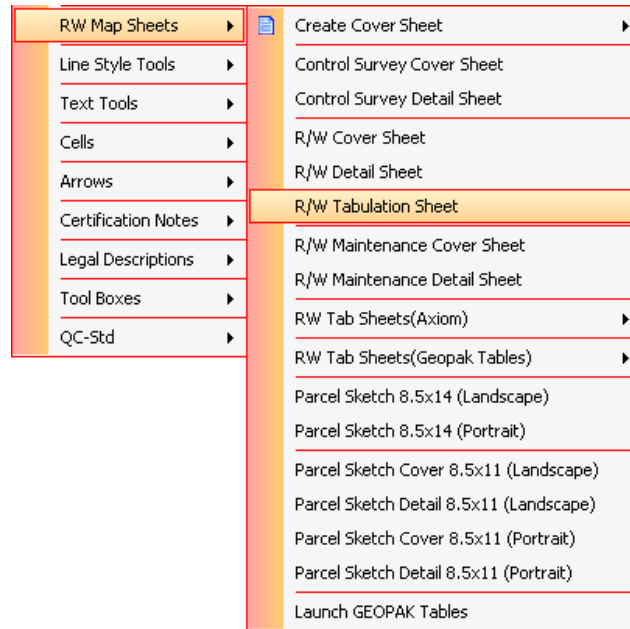 RW Map Sheets
Line Style Tools
Text Tools
Cells
Arrows
Certification Notes
Legal Descriptions
Tool Boxes
QC-Std
Create Cover Sheet
Control Survey Cover Sheet
Control Survey Detail Sheet
R/W Cover Sheet
R/W Detail Sheet
R/W Tabulation Sheet
R/W Maintenance Cover Sheet
R/W Maintenance Detail Sheet
RW Tab Sheets(Axiom)
RW Tab Sheets(Geopak Tables)
Parcel Sketch 8.5x14 (Landscape)
Parcel Sketch 8.5x14 (Portrait)
Parcel Sketch Cover 8.5x11 (Landscape)
Parcel Sketch Detail 8.5x11 (Landscape)
Parcel Sketch Cover 8.5x11 (Portrait)
Parcel Sketch Detail 8.5x11 (Portrait)
Launch GEOPAK Tables